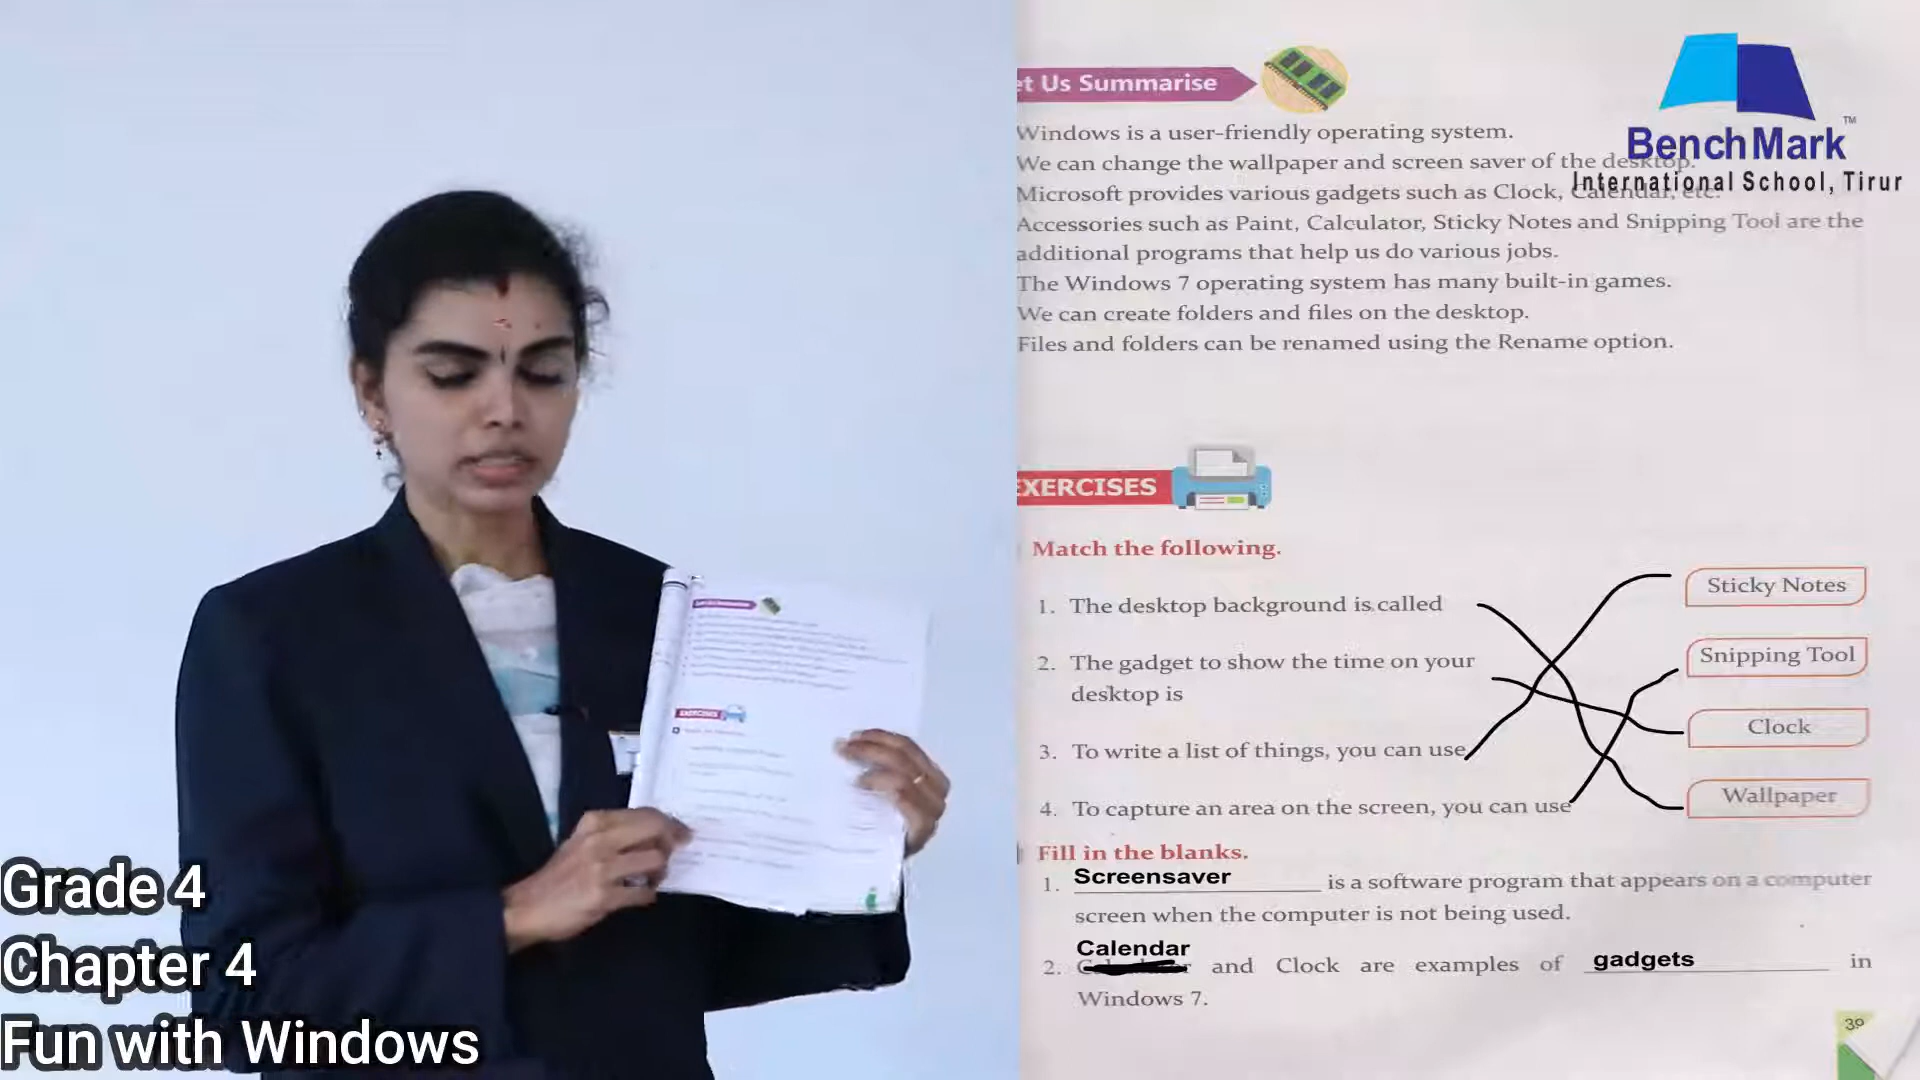 et Us Summarise
Windows is a user-friendly operating system.
We can change the wallpaper and screen saver of the desktop.
Microsoft provides various gadgets such as Clock, Calendar, etc.
Accessories such as Paint, Calculator, Sticky Notes and Snipping Tool are the
additional programs that help us do various jobs.
The Windows 7 operating system has many built-in games.
We can create folders and files on the desktop.
Files and folders can be renamed using the Rename option.
BenchMark™
International School, Tirur
EXERCISES
Match the following.
1. The desktop background is called
2. The gadget to show the time on your
desktop is
3. To write a list of things, you can use
4. To capture an area on the screen, you can use
Sticky Notes
Snipping Tool
Clock
Wallpaper
Fill in the blanks.
1. Screensaver is a software program that appears on a computer
screen when the computer is not being used.
Calendar
2. and Clock are examples of gadgets in
Windows 7.
39
Grade 4
Chapter 4
Fun with Windows